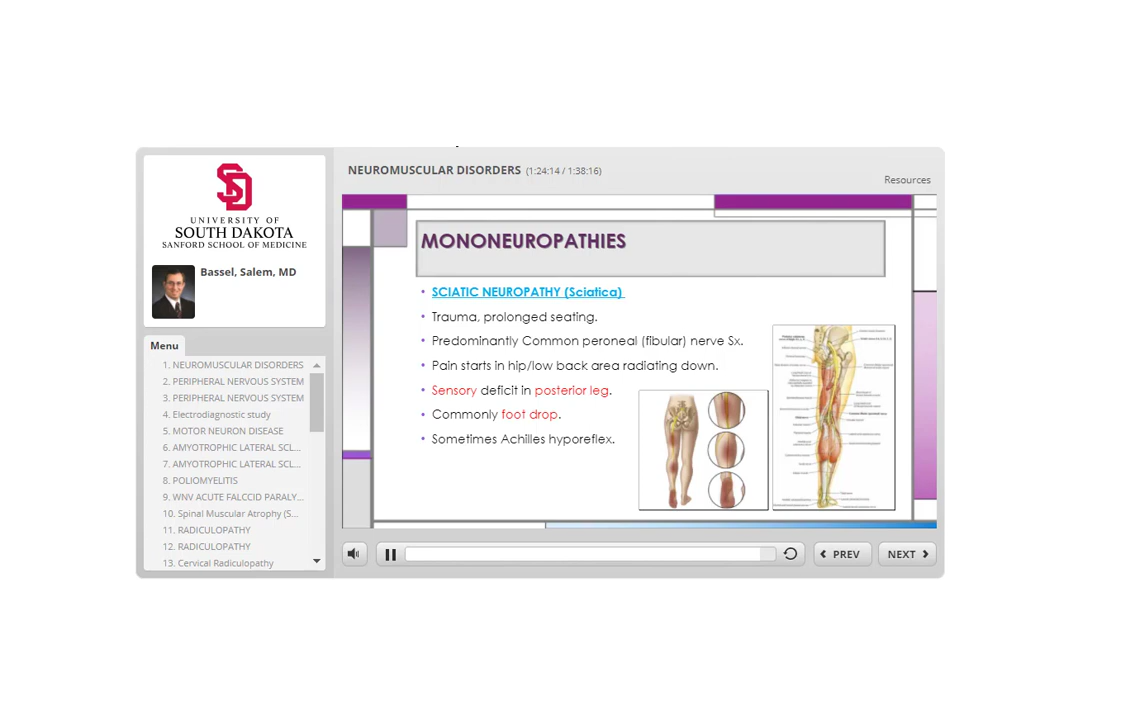 UNIVERSITY OF
SOUTH DAKOTA
SANFORD SCHOOL OF MEDICINE
Bassel, Salem, MD
Menu
1. NEUROMUSCULAR DISORDERS
2. PERIPHERAL NERVOUS SYSTEM
3. PERIPHERAL NERVOUS SYSTEM
4. Electrodiagnostic study
5. MOTOR NEURON DISEASE
6. AMYOTROPHIC LATERAL SCL...
7. AMYOTROPHIC LATERAL SCL...
8. POLIOMYELITIS
9. WNV ACUTE FALCCID PARALY...
10. Spinal Muscular Atrophy (S...
11. RADICULOPATHY
12. RADICULOPATHY
13. Cervical Radiculopathy
NEUROMUSCULAR DISORDERS (1:24:14 / 1:38:16)
Resources
MONONEUROPATHIES
• SCIATIC NEUROPATHY (Sciatica)
• Trauma, prolonged seating.
• Predominantly Common peroneal (fibular) nerve Sx.
• Pain starts in hip/low back area radiating down.
• Sensory deficit in posterior leg.
• Commonly foot drop.
• Sometimes Achilles hyporeflex.
PREV
NEXT